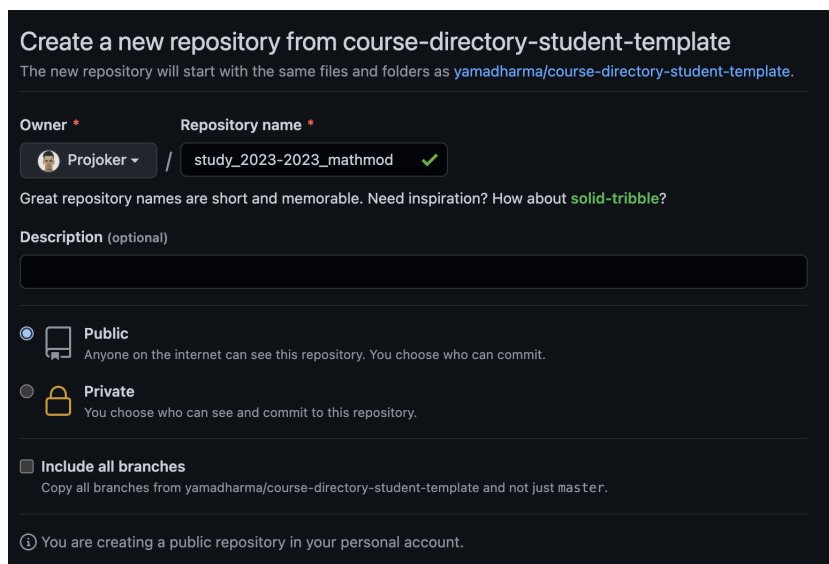 Create a new repository from course-directory-student-template
The new repository will start with the same files and folders as yamadharma/course-directory-student-template.
Owner * Repository name *
Projoker / study_2023-2023_mathmod
Great repository names are short and memorable. Need inspiration? How about solid-tribble?
Description (optional)
Public
Anyone on the internet can see this repository. You choose who can commit.
Private
You choose who can see and commit to this repository.
Include all branches
Copy all branches from yamadharma/course-directory-student-template and not just master.
You are creating a public repository in your personal account.